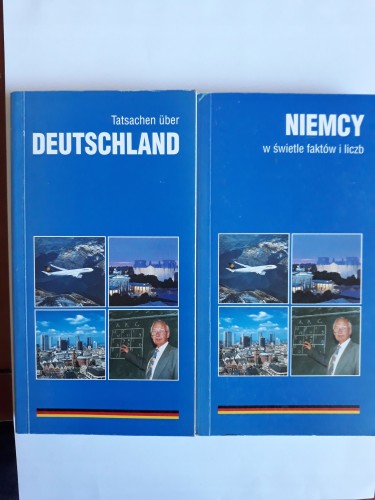 Tatsachen über
DEUTSCHLAND
NIEMCY
w świetle faktów i liczb